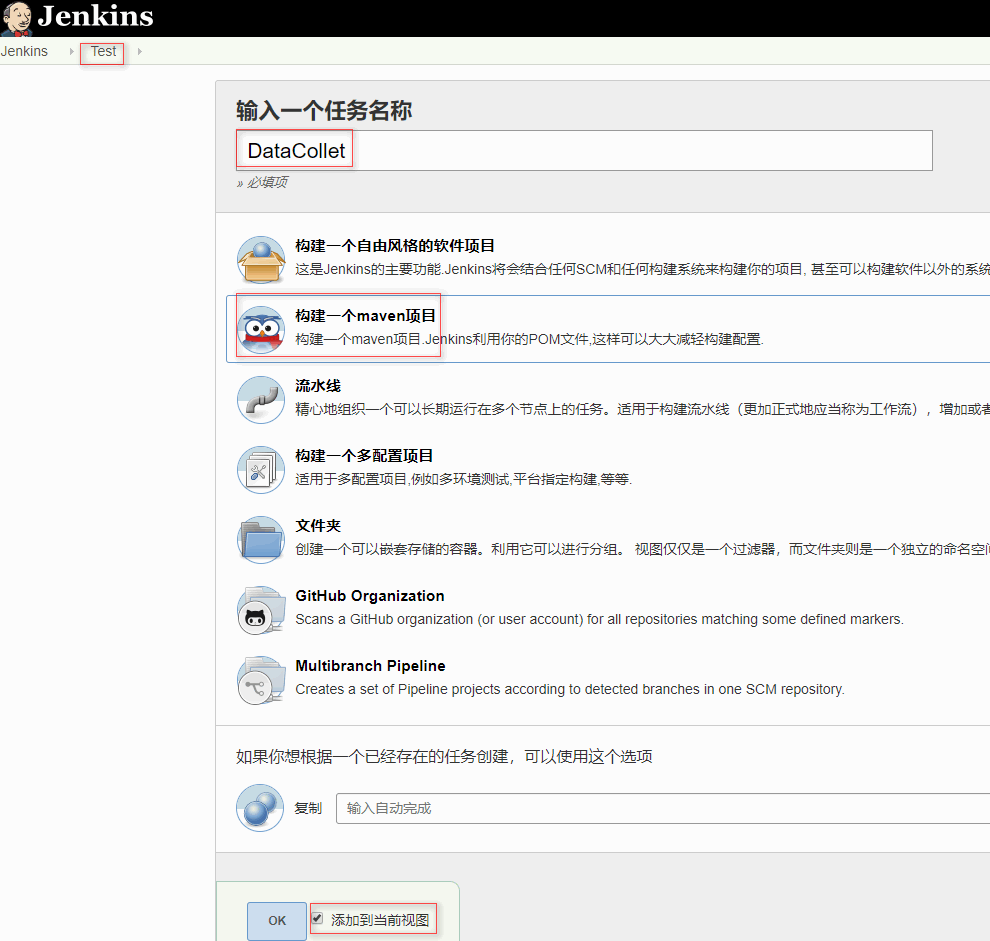 Jenkins
Jenkins
Test
输入一个任务名称
DataCollet
» 必填项
构建一个自由风格的软件项目
这是Jenkins的主要功能.Jenkins将会结合任何SCM和任何构建系统来构建你的项目, 甚至可以构建软件以外的系统
构建一个maven项目
构建一个maven项目.Jenkins利用你的POM文件,这样可以大大减轻构建配置.
流水线
精心地组织一个可以长期运行在多个节点上的任务。适用于构建流水线（更加正式地应当称为工作流），增加或者
构建一个多配置项目
适用于多配置项目,例如多环境测试,平台指定构建,等等.
文件夹
创建一个可以嵌套存储的容器。利用它可以进行分组。 视图仅仅是一个过滤器，而文件夹则是一个独立的命名空间
GitHub Organization
Scans a GitHub organization (or user account) for all repositories matching some defined markers.
Multibranch Pipeline
Creates a set of Pipeline projects according to detected branches in one SCM repository.
如果你想根据一个已经存在的任务创建，可以使用这个选项
复制 输入自动完成
OK 添加到当前视图